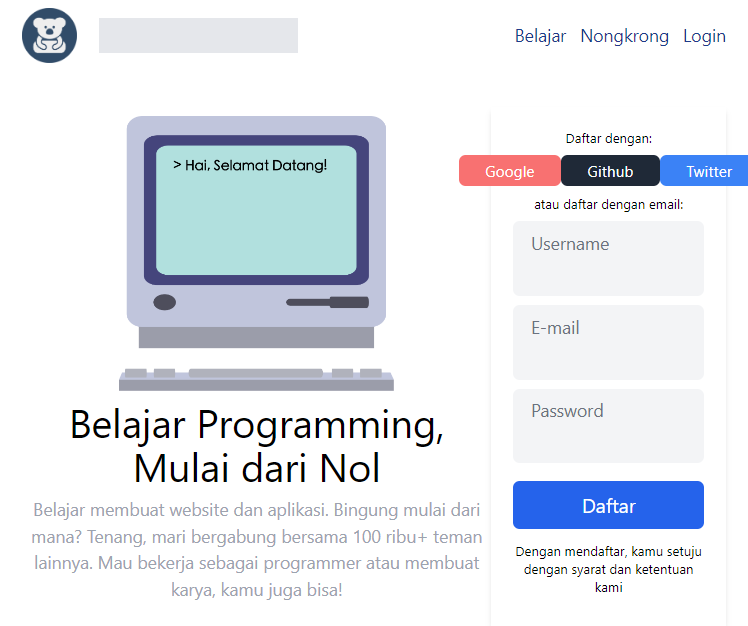 Belajar Nongkrong Login
> Hai, Selamat Datang!
Belajar Programming,
Mulai dari Nol
Belajar membuat website dan aplikasi. Bingung mulai dari
mana? Tenang, mari bergabung bersama 100 ribu+ teman
lainnya. Mau bekerja sebagai programmer atau membuat
karya, kamu juga bisa!
Daftar dengan:
Google Github Twitter
atau daftar dengan email:
Username
E-mail
Password
Daftar
Dengan mendaftar, kamu setuju
dengan syarat dan ketentuan
kami